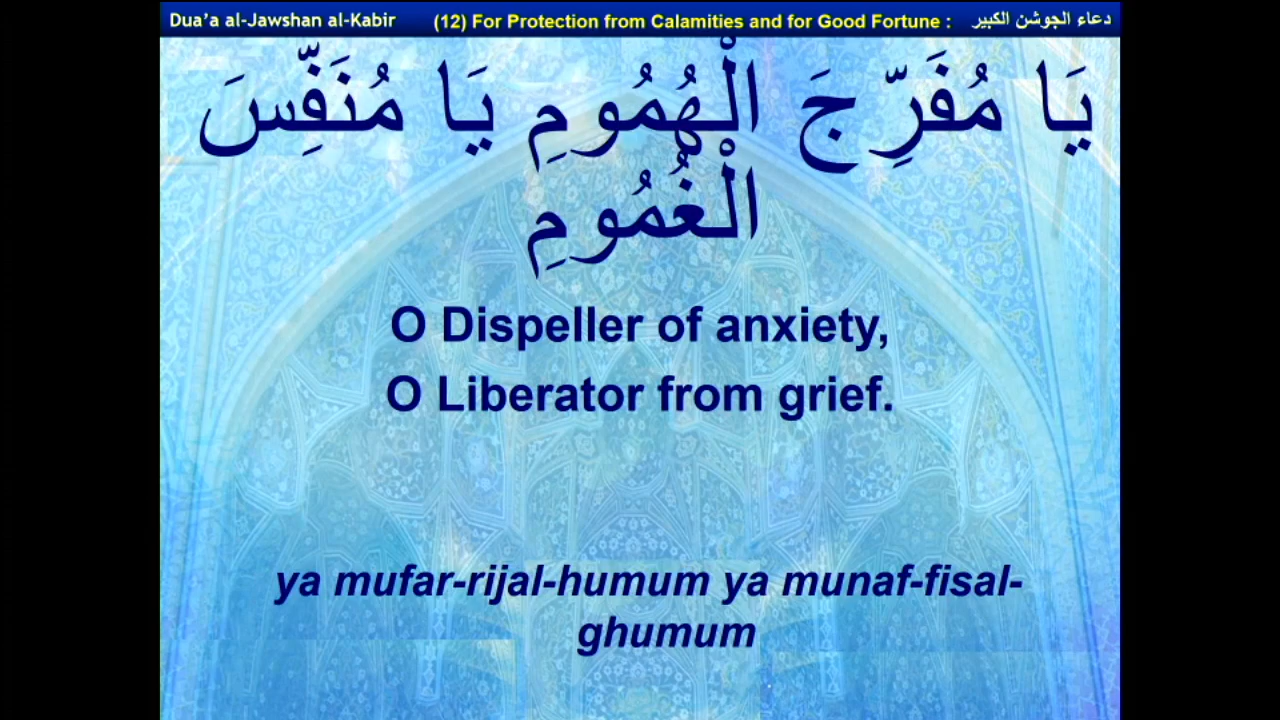 Dua’a al-Jawshan al-Kabir (12) For Protection from Calamities and for Good Fortune : دعاء الجوشن الكبير
يَا مُفَرِّجَ الْهُمُومِ يَا مُنَفِّسَ
الْغُمُومِ
O Dispeller of anxiety,
O Liberator from grief.
ya mufar-rijal-humum ya munaf-fisal-
ghumum